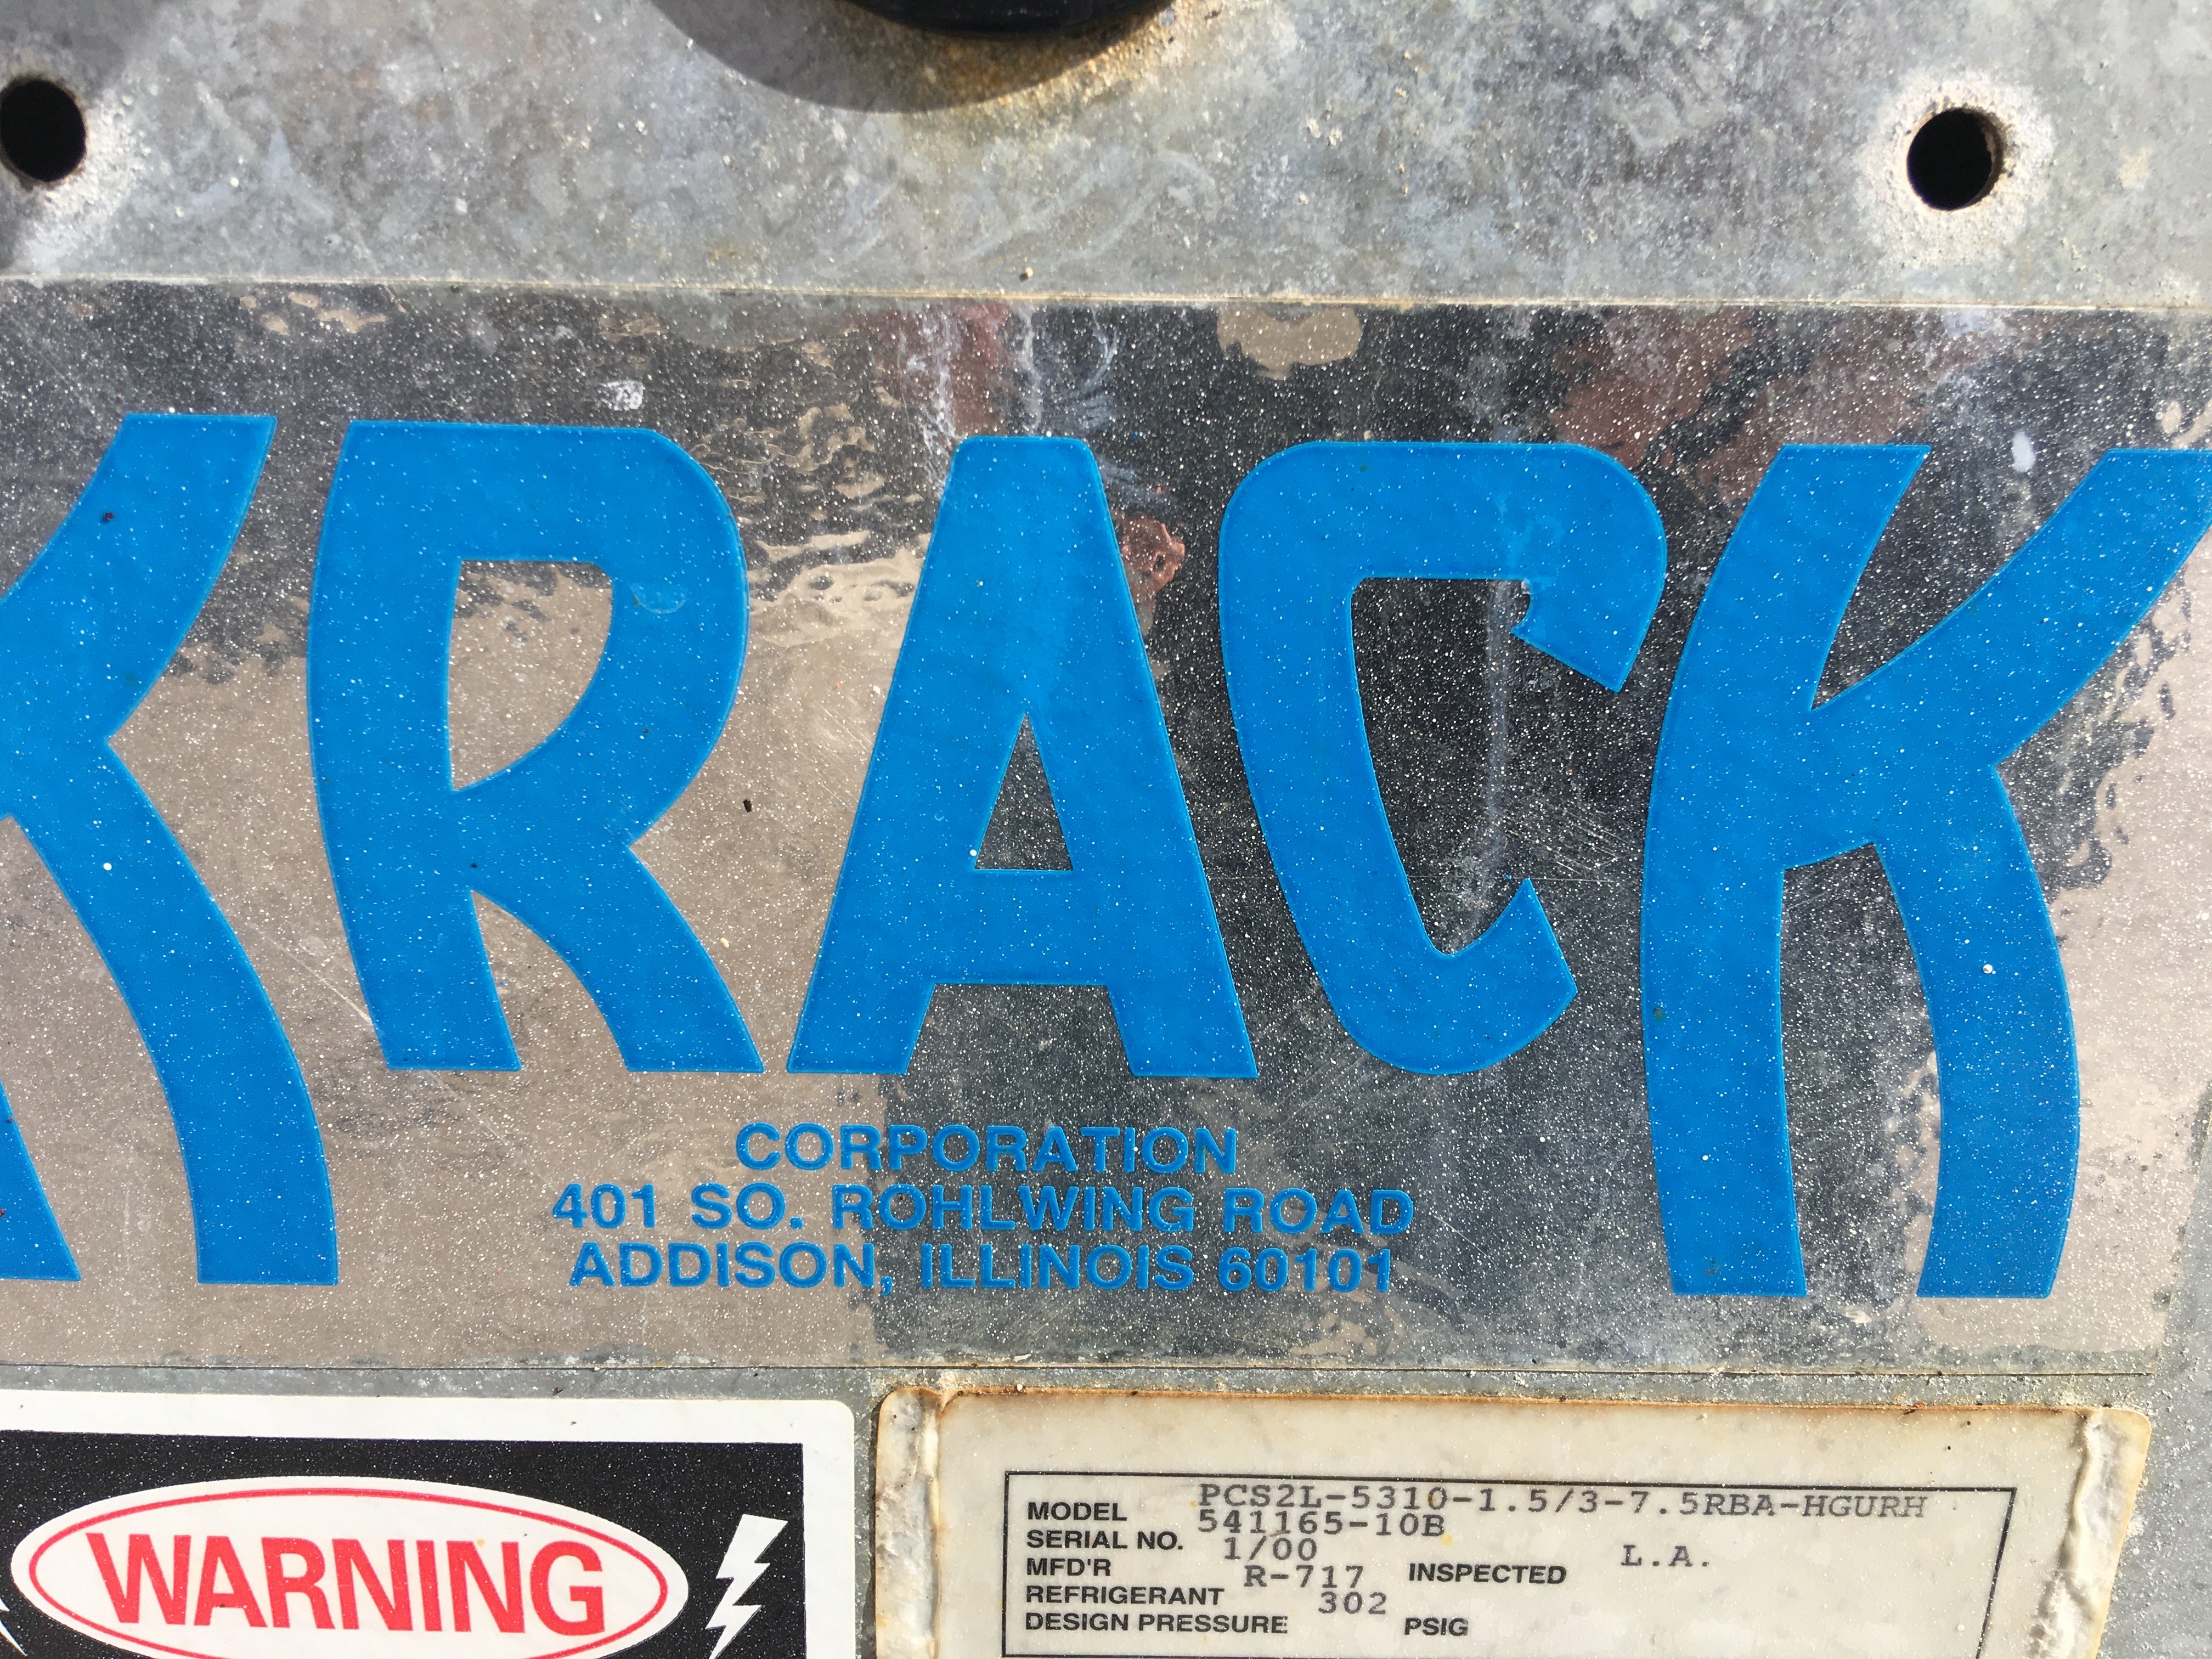 KRACK
CORPORATION
401 SO. ROHLWING ROAD
ADDISON, ILLINOIS 60101
WARNING
MODEL PCS2L-5310-1.5/3-7.5RBA-HGURH
SERIAL NO. 541165-10B
MFD'R 1/00 INSPECTED L.A.
REFRIGERANT R-717
DESIGN PRESSURE 302 PSIG